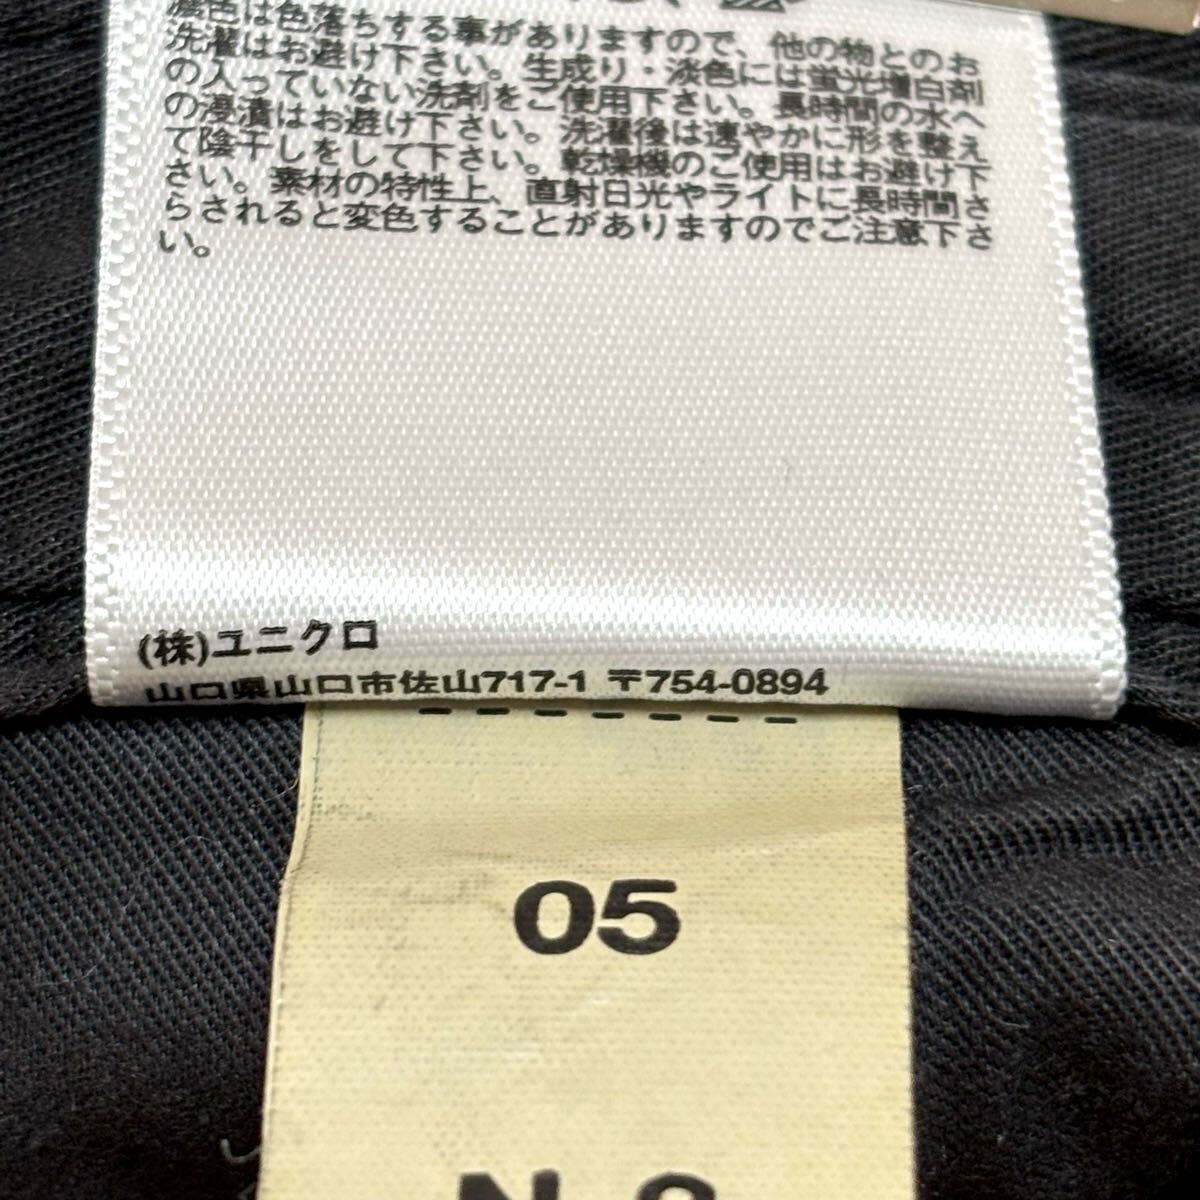 濃色は色落ちする事がありますので、他の物とのお
洗濯はお避け下さい。生成り・淡色には蛍光増白剤
の入っていない洗剤をご使用下さい。長時間の水へ
の浸漬はお避け下さい。洗濯後は速やかに形を整え
て陰干しをして下さい。乾燥機のご使用はお避け下
さい。素材の特性上、直射日光やライトに長時間さ
らされると変色することがありますのでご注意下さ
い。
(株)ユニクロ
山口県山口市佐山717-1 〒754-0894
05